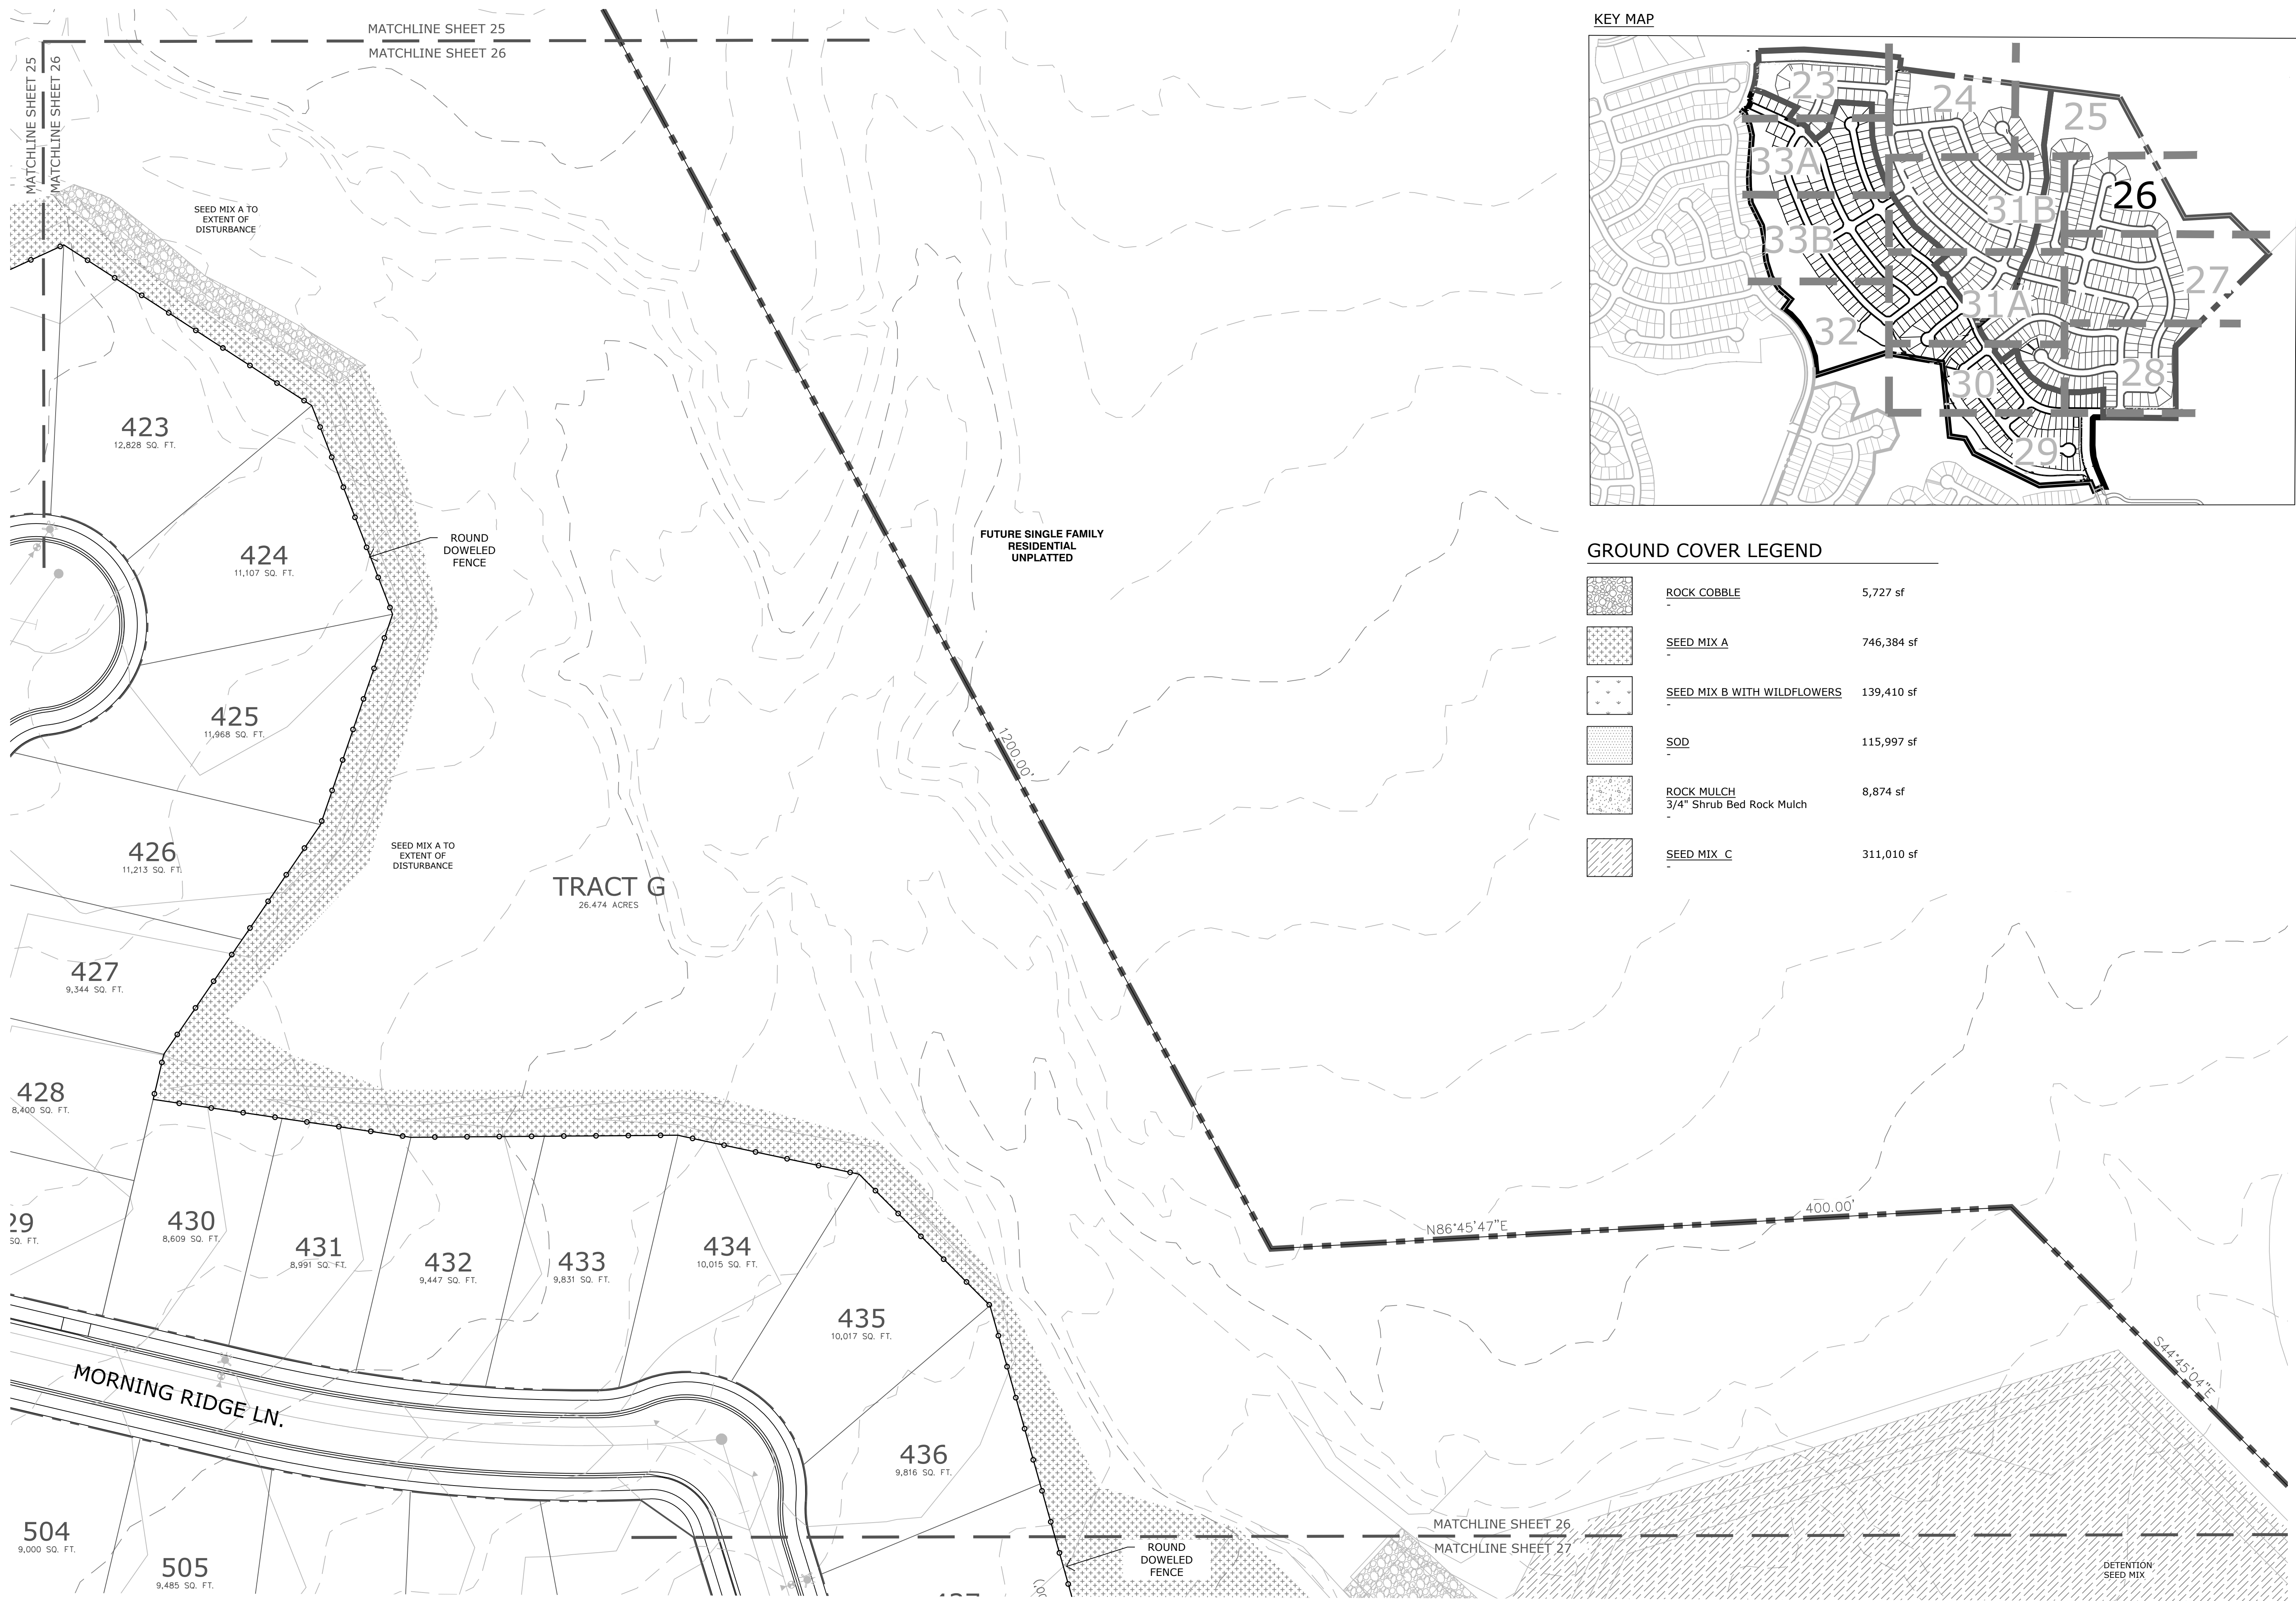 MATCHLINE SHEET 25
MATCHLINE SHEET 26
MATCHLINE SHEET 25
MATCHLINE SHEET 26
SEED MIX A TO
EXTENT OF
DISTURBANCE
423
12,828 SQ. FT.
424
11,107 SQ. FT.
ROUND
DOWELED
FENCE
425
11,968 SQ. FT.
426
11,213 SQ. FT.
SEED MIX A TO
EXTENT OF
DISTURBANCE
TRACT G
26.474 ACRES
427
9,344 SQ. FT.
428
8,400 SQ. FT.
29
SQ. FT.
430
8,609 SQ. FT.
431
8,991 SQ. FT.
432
9,447 SQ. FT.
433
9,831 SQ. FT.
434
10,015 SQ. FT.
435
10,017 SQ. FT.
436
9,816 SQ. FT.
MORNING RIDGE LN.
504
9,000 SQ. FT.
505
9,485 SQ. FT.
ROUND
DOWELED
FENCE
FUTURE SINGLE FAMILY
RESIDENTIAL
UNPLATTED
1200.00'
N86°45'47"E
400.00'
S44°45'04"E
MATCHLINE SHEET 26
MATCHLINE SHEET 27
DETENTION
SEED MIX
KEY MAP
23
24
25
33A
26
31B
33B
27
31A
32
28
30
29
GROUND COVER LEGEND
ROCK COBBLE 5,727 sf
-
SEED MIX A 746,384 sf
-
SEED MIX B WITH WILDFLOWERS 139,410 sf
-
SOD 115,997 sf
-
ROCK MULCH 8,874 sf
3/4" Shrub Bed Rock Mulch
-
SEED MIX C 311,010 sf
-